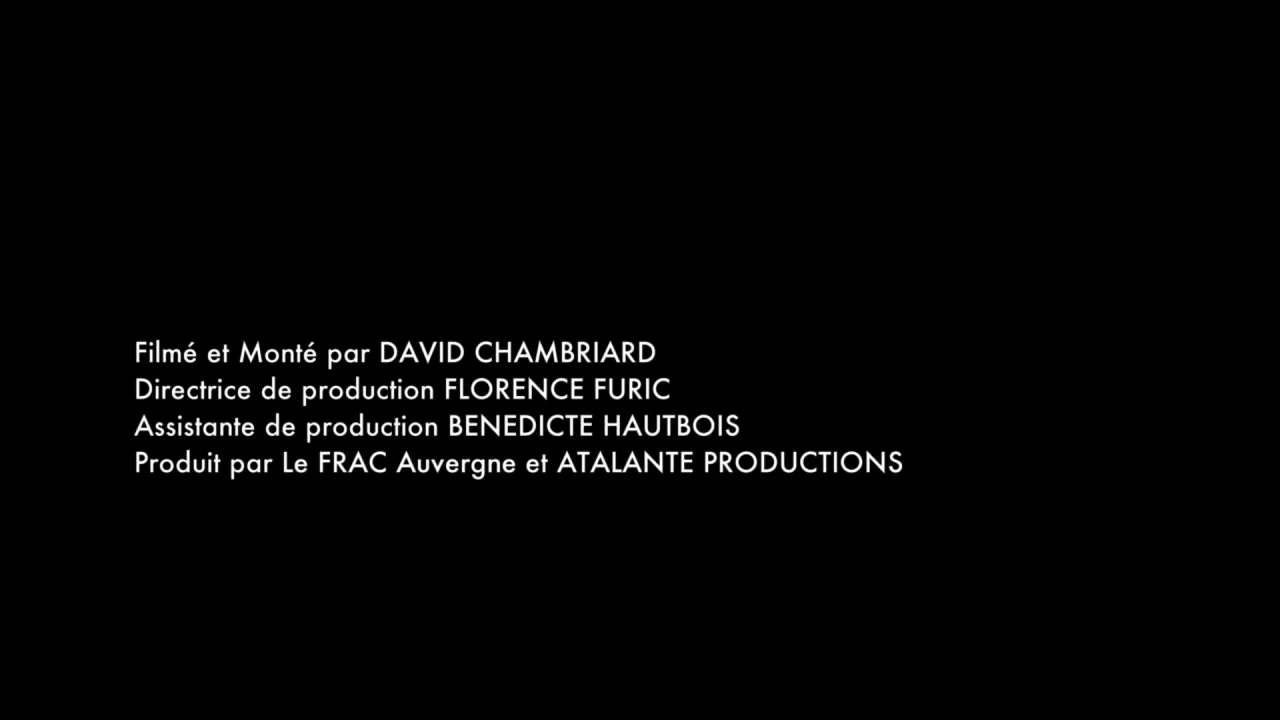 Filmé et Monté par DAVID CHAMBRIARD
Directrice de production FLORENCE FURIC
Assistante de production BENEDICTE HAUTBOIS
Produit par Le FRAC Auvergne et ATALANTE PRODUCTIONS